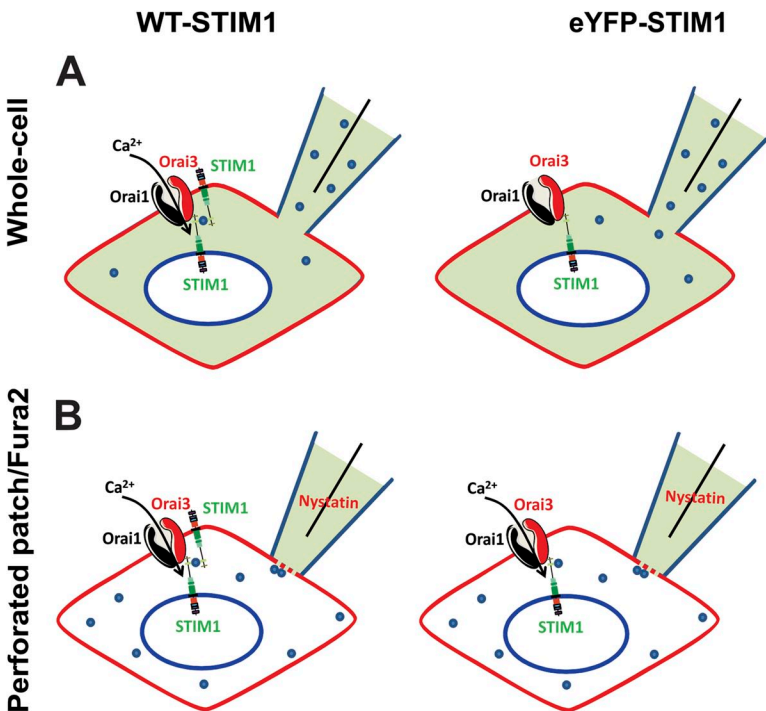 WT-STIM1
eYFP-STIM1
Whole-cell
A
Ca²⁺
Orai3
STIM1
Orai1
STIM1
Orai3
Orai1
STIM1
Perforated patch/Fura2
B
Ca²⁺
Orai3
STIM1
Nystatin
Orai1
STIM1
Ca²⁺
Orai3
Nystatin
Orai1
STIM1